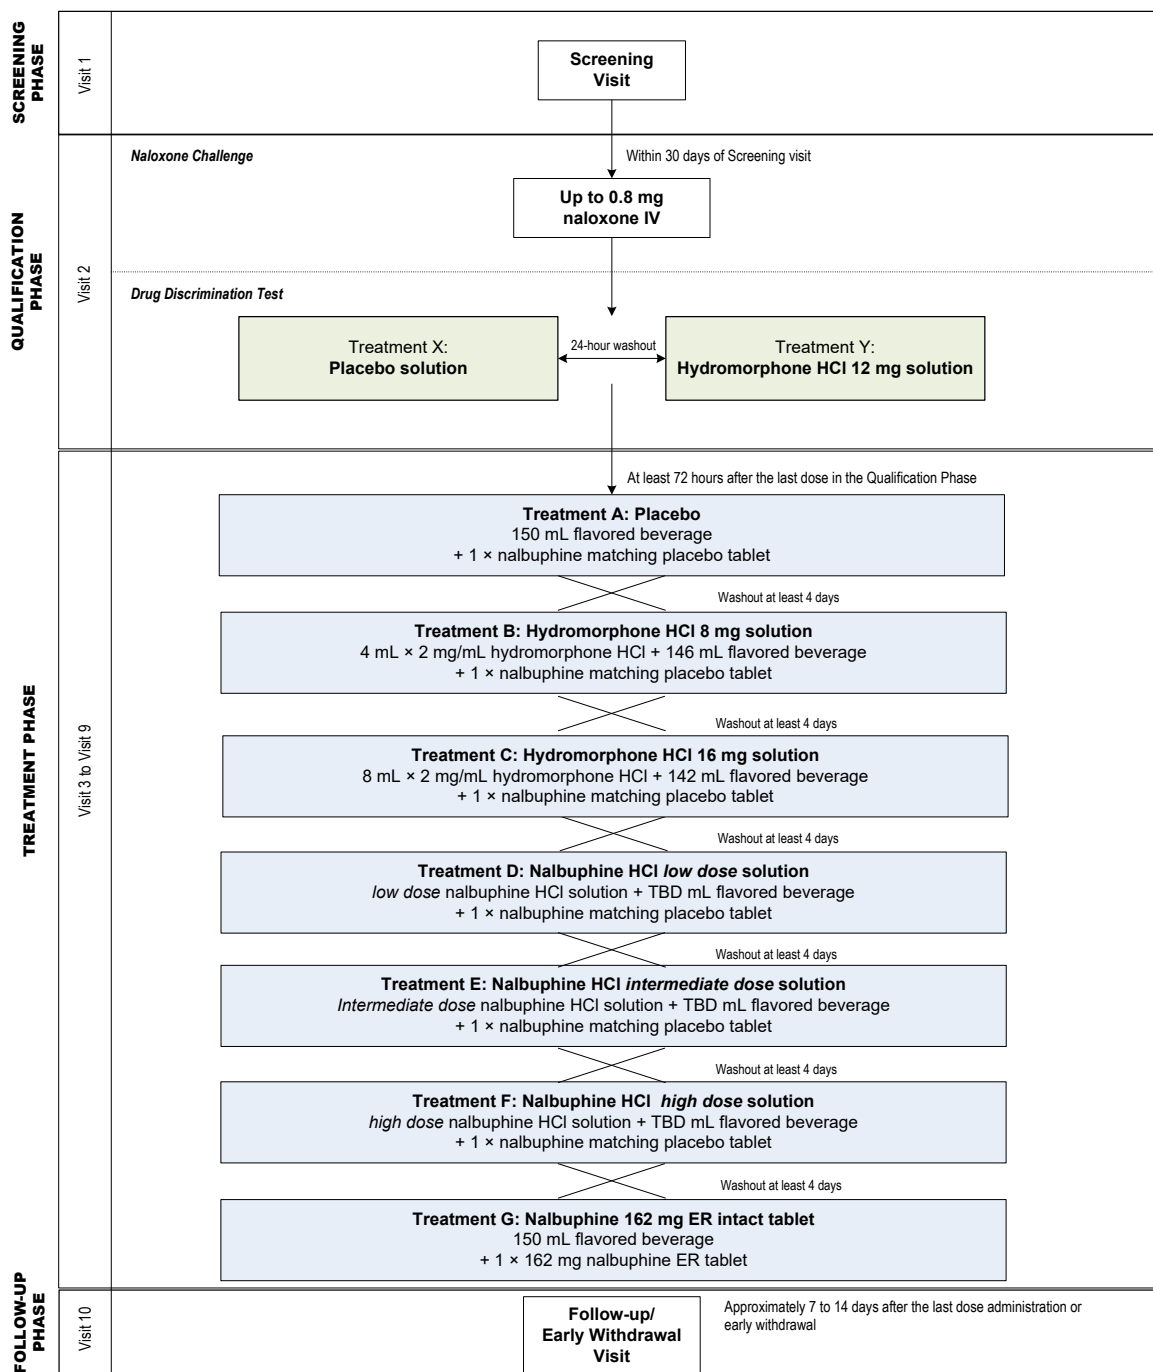 SCREENING
PHASE
Visit 1
Screening
Visit
QUALIFICATION
PHASE
Visit 2
Naloxone Challenge
Within 30 days of Screening visit
Up to 0.8 mg
naloxone IV
Drug Discrimination Test
Treatment X:
Placebo solution
24-hour washout
Treatment Y:
Hydromorphone HCl 12 mg solution
TREATMENT PHASE
Visit 3 to Visit 9
At least 72 hours after the last dose in the Qualification Phase
Treatment A: Placebo
150 mL flavored beverage
+ 1 × nalbuphine matching placebo tablet
Washout at least 4 days
Treatment B: Hydromorphone HCl 8 mg solution
4 mL × 2 mg/mL hydromorphone HCl + 146 mL flavored beverage
+ 1 × nalbuphine matching placebo tablet
Washout at least 4 days
Treatment C: Hydromorphone HCl 16 mg solution
8 mL × 2 mg/mL hydromorphone HCl + 142 mL flavored beverage
+ 1 × nalbuphine matching placebo tablet
Washout at least 4 days
Treatment D: Nalbuphine HCl low dose solution
low dose nalbuphine HCl solution + TBD mL flavored beverage
+ 1 × nalbuphine matching placebo tablet
Washout at least 4 days
Treatment E: Nalbuphine HCl intermediate dose solution
Intermediate dose nalbuphine HCl solution + TBD mL flavored beverage
+ 1 × nalbuphine matching placebo tablet
Washout at least 4 days
Treatment F: Nalbuphine HCl high dose solution
high dose nalbuphine HCl solution + TBD mL flavored beverage
+ 1 × nalbuphine matching placebo tablet
Washout at least 4 days
Treatment G: Nalbuphine 162 mg ER intact tablet
150 mL flavored beverage
+ 1 × 162 mg nalbuphine ER tablet
FOLLOW-UP
PHASE
Visit 10
Follow-up/
Early Withdrawal
Visit
Approximately 7 to 14 days after the last dose administration or
early withdrawal